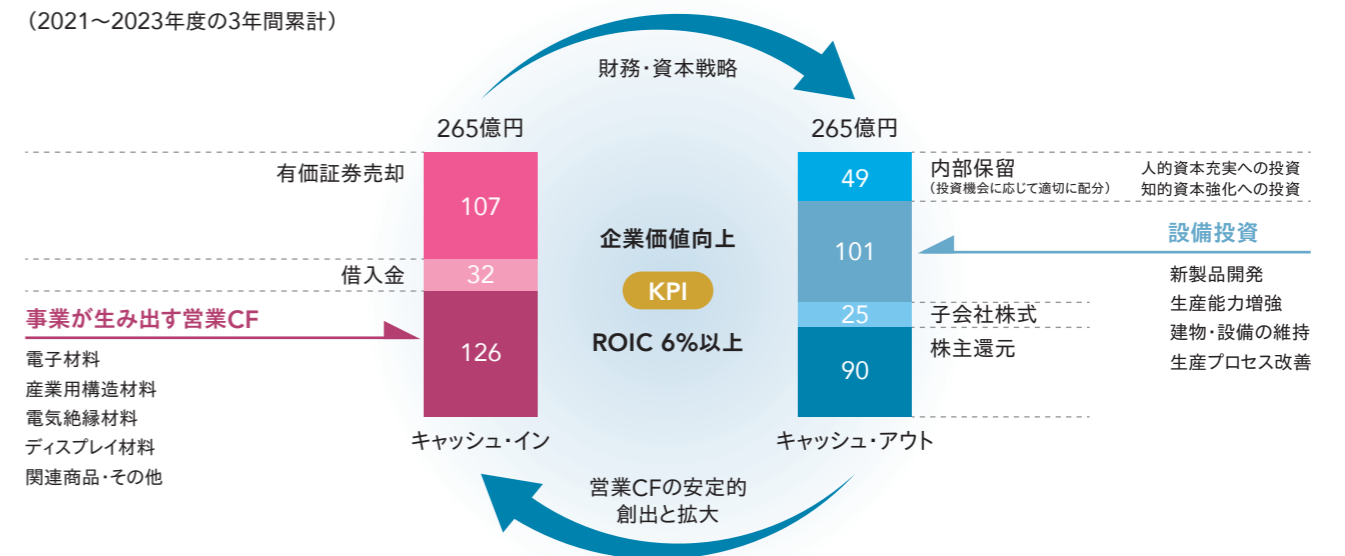 （2021～2023年度の3年間累計）
財務・資本戦略
265億円
有価証券売却
107
借入金
32
事業が生み出す営業CF
126
電子材料
産業用構造材料
電気絶縁材料
ディスプレイ材料
関連商品・その他
キャッシュ・イン
企業価値向上
KPI
ROIC 6%以上
265億円
49
内部保留
（投資機会に応じて適切に配分）
人的資本充実への投資
知的資本強化への投資
101
設備投資
新製品開発
生産能力増強
建物・設備の維持
生産プロセス改善
25
子会社株式
90
株主還元
キャッシュ・アウト
営業CFの安定的
創出と拡大